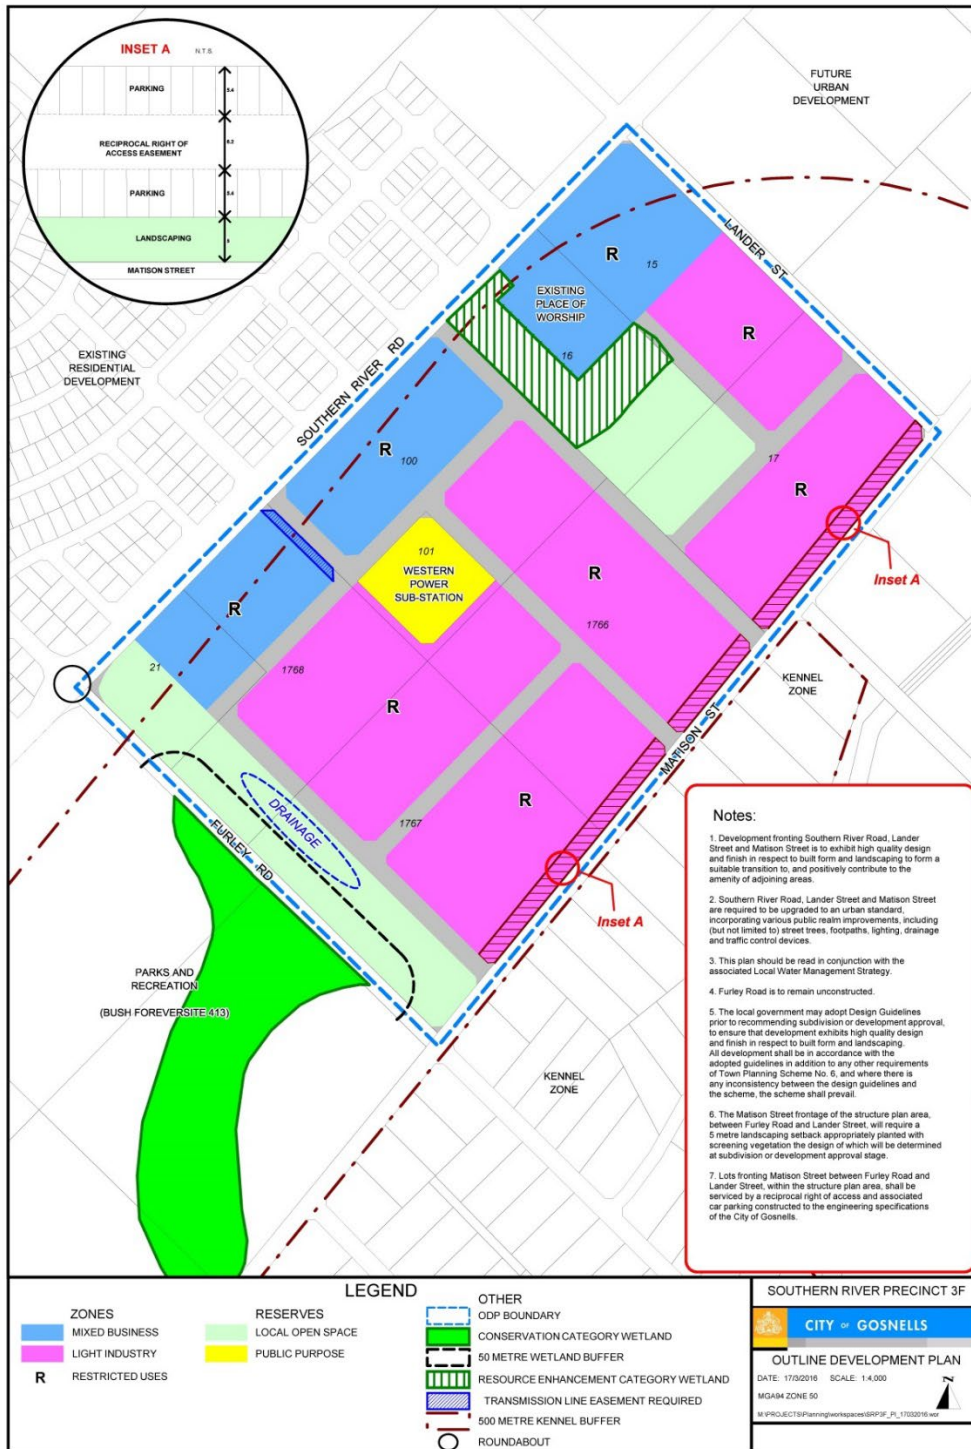 INSET A
N.T.S.
PARKING
5.4
RECIPROCAL RIGHT OF
ACCESS EASEMENT
PARKING
5.4
LANDSCAPING
MATISON STREET
FUTURE
URBAN
DEVELOPMENT
LANDER ST
R
15
EXISTING
PLACE OF
WORSHIP
16
R
EXISTING
RESIDENTIAL
DEVELOPMENT
SOUTHERN RIVER RD
R
100
17
R
Inset A
101
WESTERN
POWER
SUB-STATION
R
1766
R
21
1768
R
KENNEL
ZONE
MATISON ST
R
1767
DRAINAGE
FURLEY RD
Inset A
PARKS AND
RECREATION
(BUSH FOREVERSITE 413)
KENNEL
ZONE
Notes:
1. Development fronting Southern River Road, Lander
Street and Matison Street is to exhibit high quality design
and finish in respect to built form and landscaping to form a
suitable transition to, and positively contribute to the
amenity of adjoining areas.
2. Southern River Road, Lander Street and Matison Street
are required to be upgraded to an urban standard,
incorporating various public realm improvements, including
(but not limited to) street trees, footpaths, lighting, drainage
and traffic control devices.
3. This plan should be read in conjunction with the
associated Local Water Management Strategy.
4. Furley Road is to remain unconstructed.
5. The local government may adopt Design Guidelines
prior to recommending subdivision or development approval,
to ensure that development exhibits high quality design
and finish in respect to built form and landscaping.
All development shall be in accordance with the
adopted guidelines in addition to any other requirements
of Town Planning Scheme No. 6, and where there is
any inconsistency between the design guidelines and
the scheme, the scheme shall prevail.
6. The Matison Street frontage of the structure plan area,
between Furley Road and Lander Street, will require a
5 metre landscaping setback appropriately planted with
screening vegetation the design of which will be determined
at subdivision or development approval stage.
7. Lots fronting Matison Street between Furley Road and
Lander Street, within the structure plan area, shall be
serviced by a reciprocal right of access and associated
car parking constructed to the engineering specifications
of the City of Gosnells.
LEGEND
ZONES
MIXED BUSINESS
LIGHT INDUSTRY
R RESTRICTED USES
RESERVES
LOCAL OPEN SPACE
PUBLIC PURPOSE
OTHER
ODP BOUNDARY
CONSERVATION CATEGORY WETLAND
50 METRE WETLAND BUFFER
RESOURCE ENHANCEMENT CATEGORY WETLAND
TRANSMISSION LINE EASEMENT REQUIRED
500 METRE KENNEL BUFFER
ROUNDABOUT
SOUTHERN RIVER PRECINCT 3F
CITY OF GOSNELLS
OUTLINE DEVELOPMENT PLAN
DATE: 17/3/2016 SCALE: 1:4,000
MGA94 ZONE 50
N